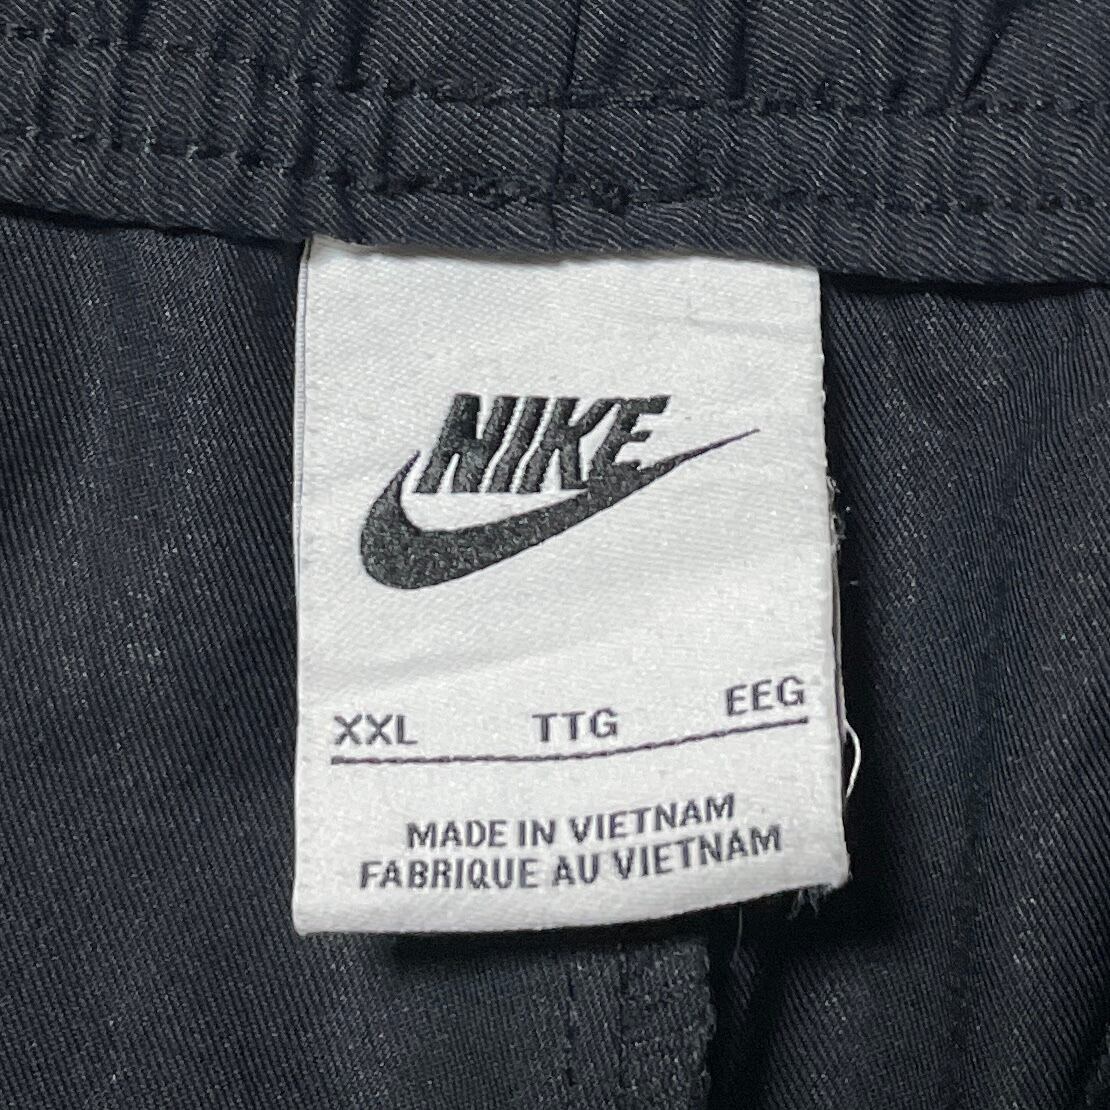 NIKE
XXL TTG EEG
MADE IN VIETNAM
FABRIQUE AU VIETNAM